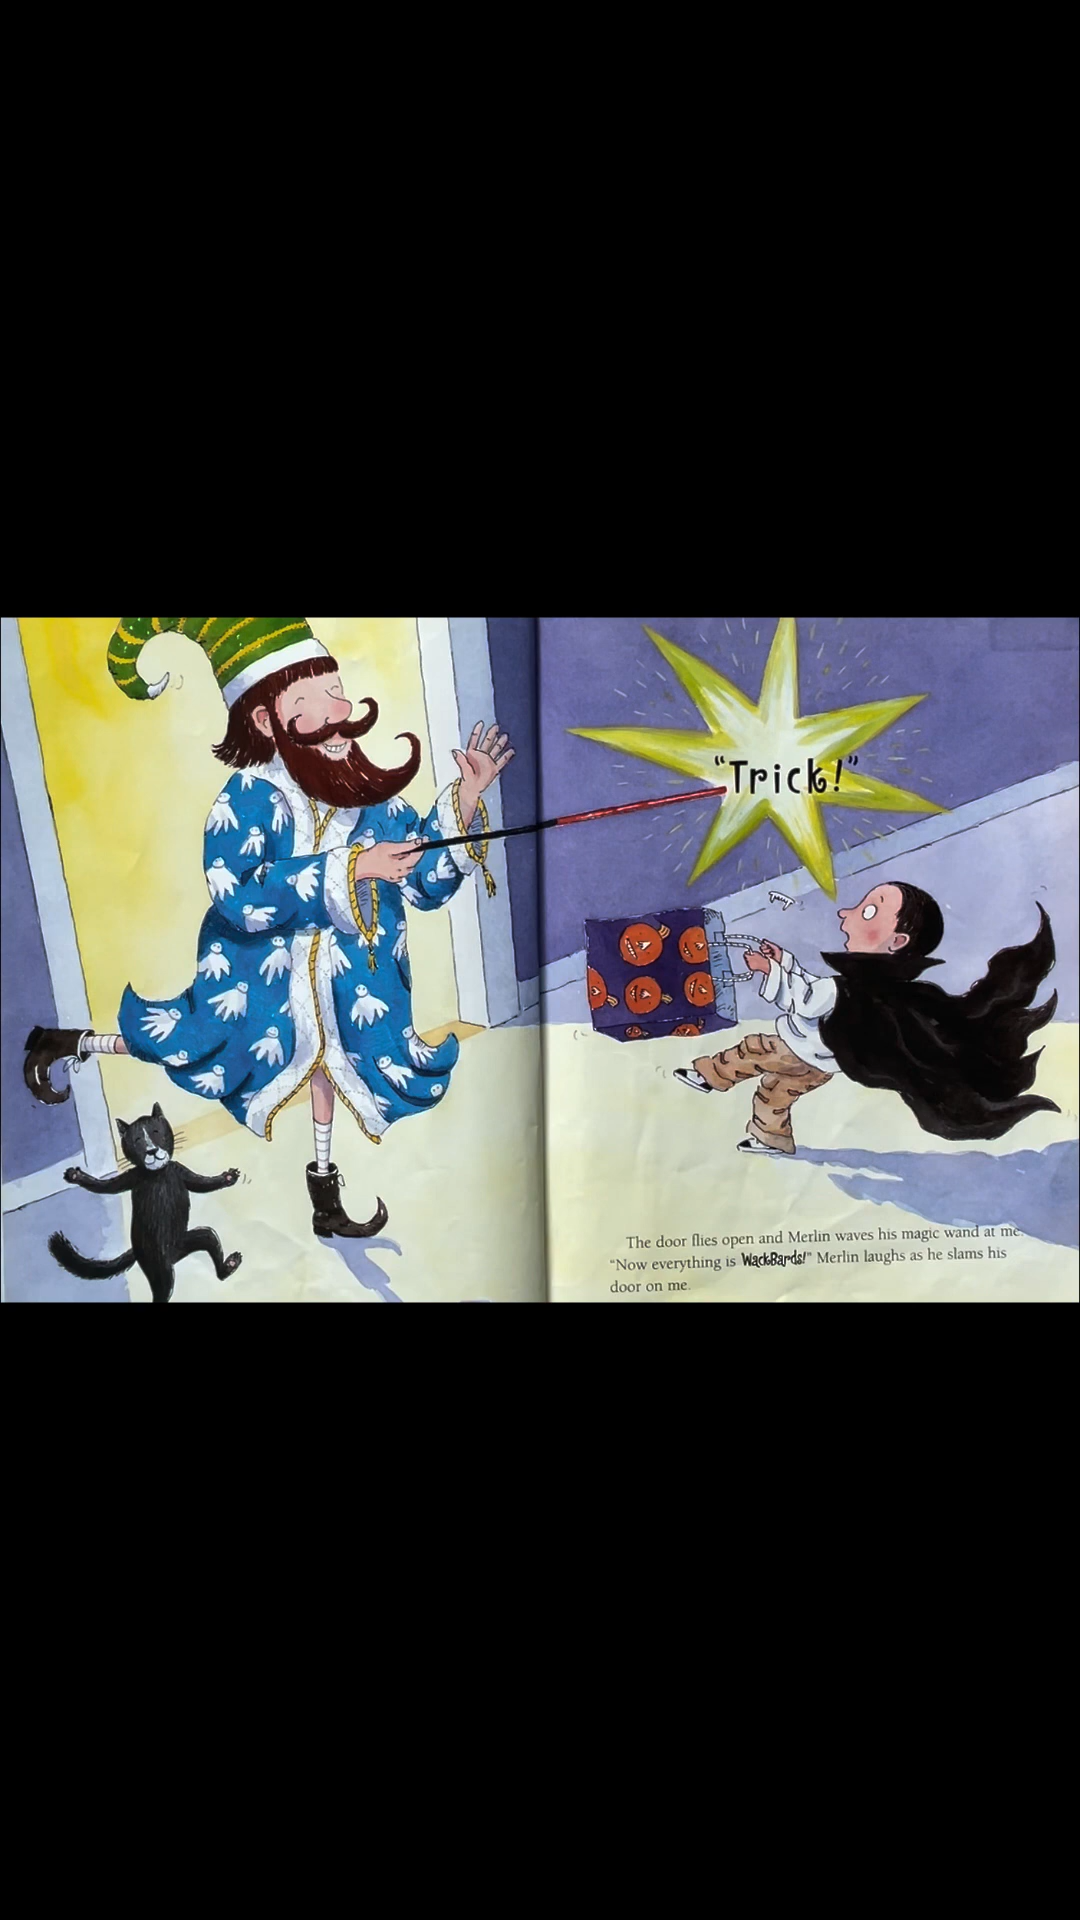 "Trick!"
The door flies open and Merlin waves his magic wand at me.
"Now everything is WackBards!" Merlin laughs as he slams his
door on me.